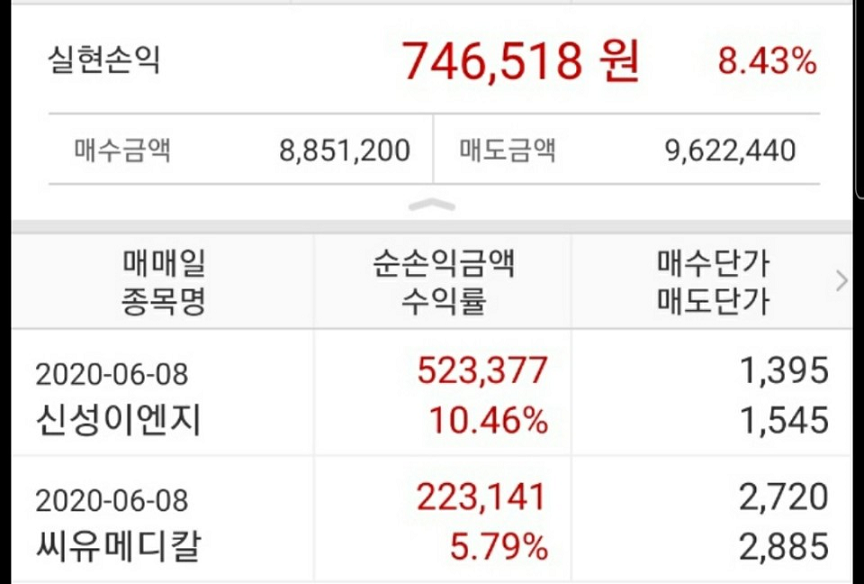 실현손익 746,518 원 8.43%
매수금액 8,851,200 매도금액 9,622,440
매매일 순손익금액 매수단가
종목명 수익률 매도단가
2020-06-08 523,377 1,395
신성이엔지 10.46% 1,545
2020-06-08 223,141 2,720
씨유메디칼 5.79% 2,885